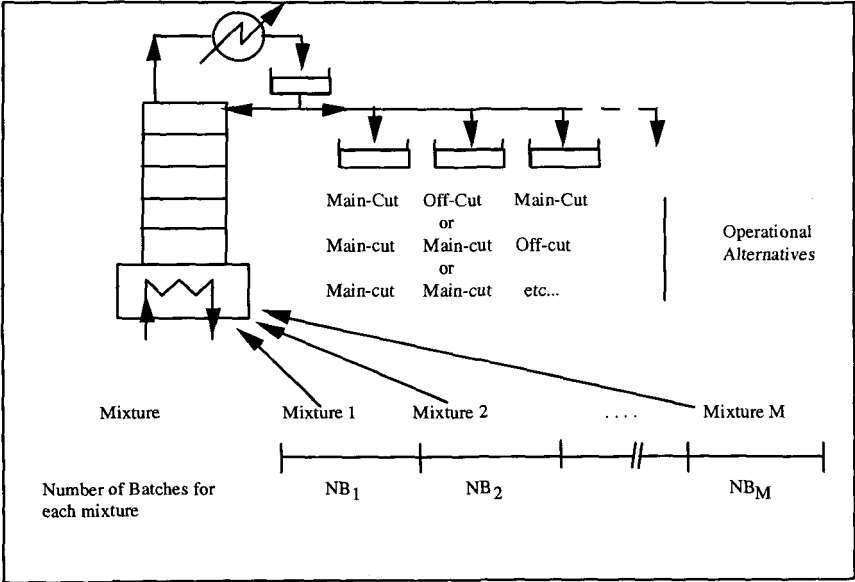 Main-Cut Off-Cut Main-Cut
or
Main-cut Main-cut Off-cut
or
Main-cut Main-cut etc...
Operational
Alternatives
Mixture Mixture 1 Mixture 2 .... Mixture M
Number of Batches for
each mixture
NB1 NB2 NBM